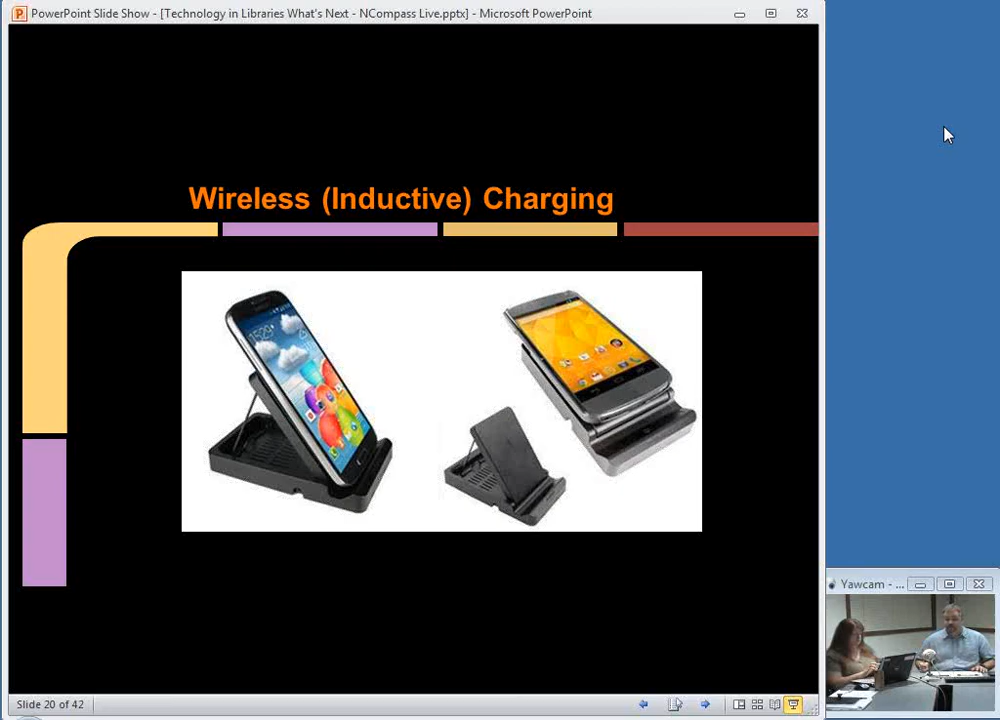 PowerPoint Slide Show - [Technology in Libraries What's Next - NCompass Live.pptx] - Microsoft PowerPoint
Wireless (Inductive) Charging
1529
Yawcam - ...
Slide 20 of 42